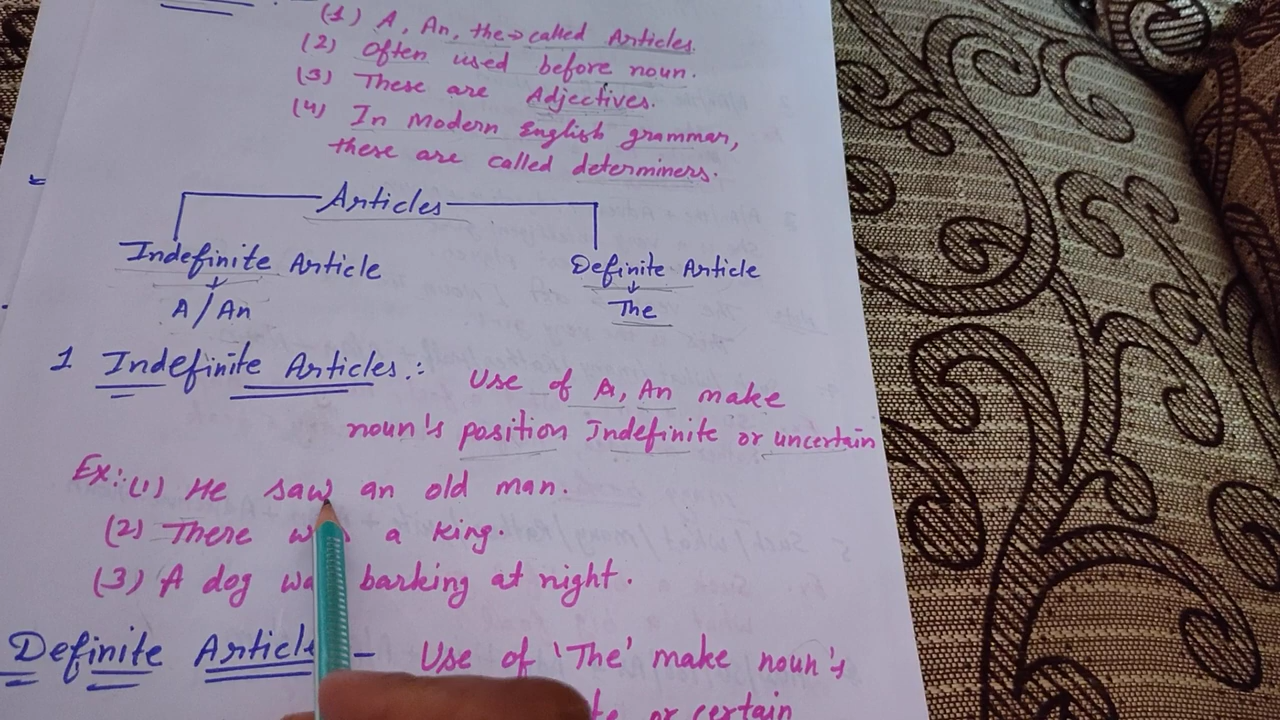 (1) A, An, the → called Articles.
(2) Often used before noun.
(3) These are Adjectives.
(4) In Modern English grammar,
these are called determiners.
Articles
Indefinite Article
Definite Article
A / An
The
1 Indefinite Articles :- Use of A, An make
noun's position Indefinite or uncertain
Ex:- (1) He saw an old man.
(2) There a king.
(3) A dog barking at night.
Definite - Use of 'The' make noun's
or certain